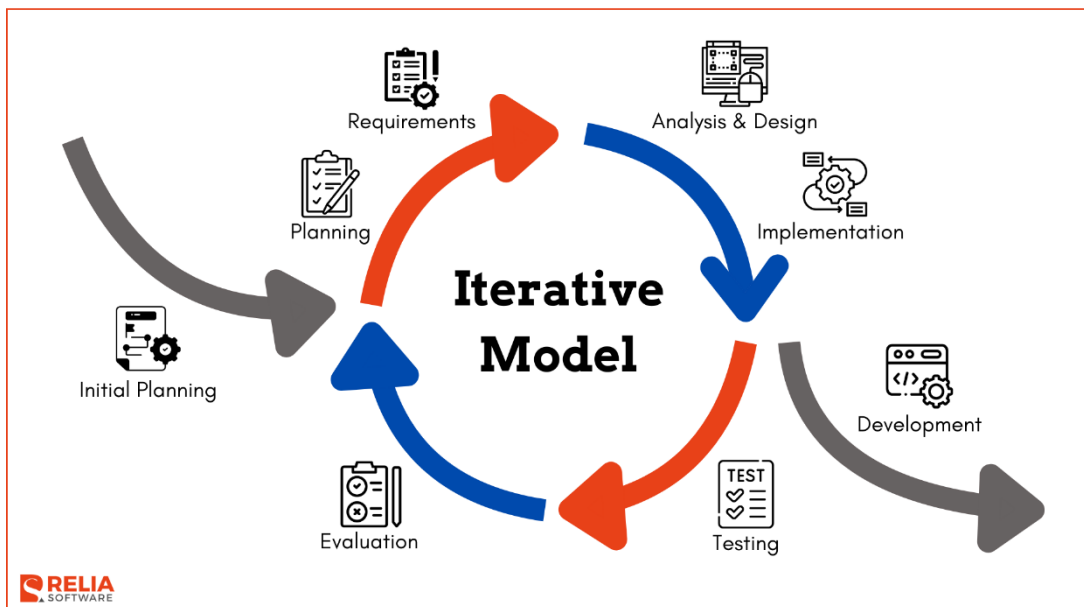 Requirements
Analysis & Design
Planning
Implementation
Iterative
Model
Initial Planning
</>
Development
TEST
Evaluation
Testing
RELIA
SOFTWARE